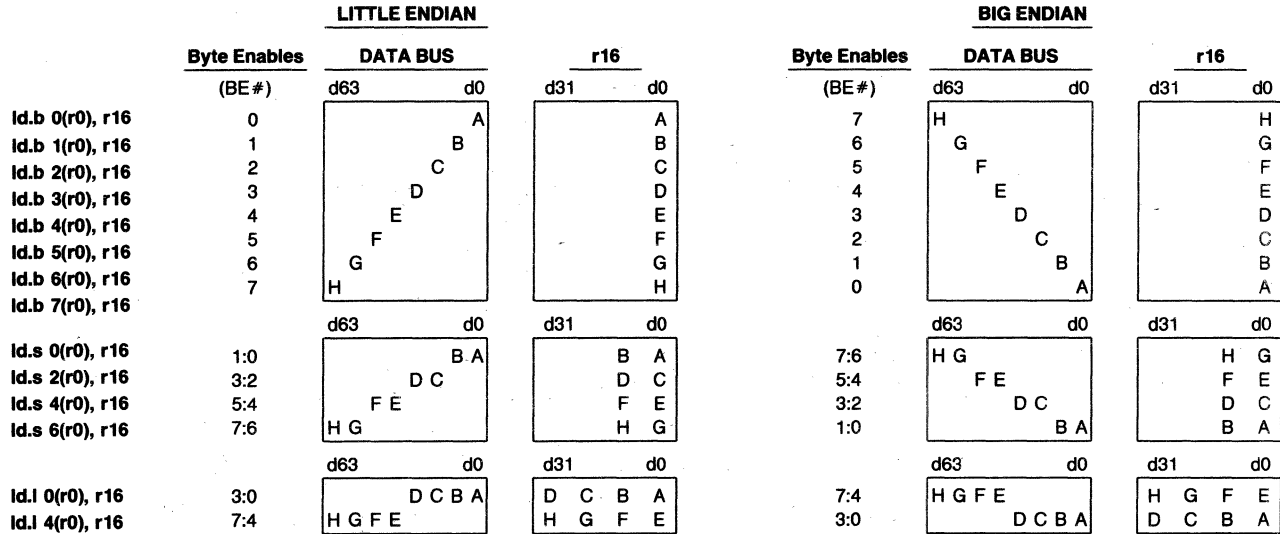 LITTLE ENDIAN BIG ENDIAN
Byte Enables DATA BUS r16 Byte Enables DATA BUS r16
(BE#) d63 d0 d31 d0 (BE#) d63 d0 d31 d0
ld.b 0(r0), r16 0 A A 7 H H
ld.b 1(r0), r16 1 B B 6 G G
ld.b 2(r0), r16 2 C C 5 F F
ld.b 3(r0), r16 3 D D 4 E E
ld.b 4(r0), r16 4 E E 3 D D
ld.b 5(r0), r16 5 F F 2 C C
ld.b 6(r0), r16 6 G G 1 B B
ld.b 7(r0), r16 7 H H 0 A A
d63 d0 d31 d0 d63 d0 d31 d0
ld.s 0(r0), r16 1:0 B A B A 7:6 H G H G
ld.s 2(r0), r16 3:2 D C D C 5:4 F E F E
ld.s 4(r0), r16 5:4 F E F E 3:2 D C D C
ld.s 6(r0), r16 7:6 H G H G 1:0 B A B A
d63 d0 d31 d0 d63 d0 d31 d0
ld.l 0(r0), r16 3:0 D C B A D C B A 7:4 H G F E H G F E
ld.l 4(r0), r16 7:4 H G F E H G F E 3:0 D C B A D C B A